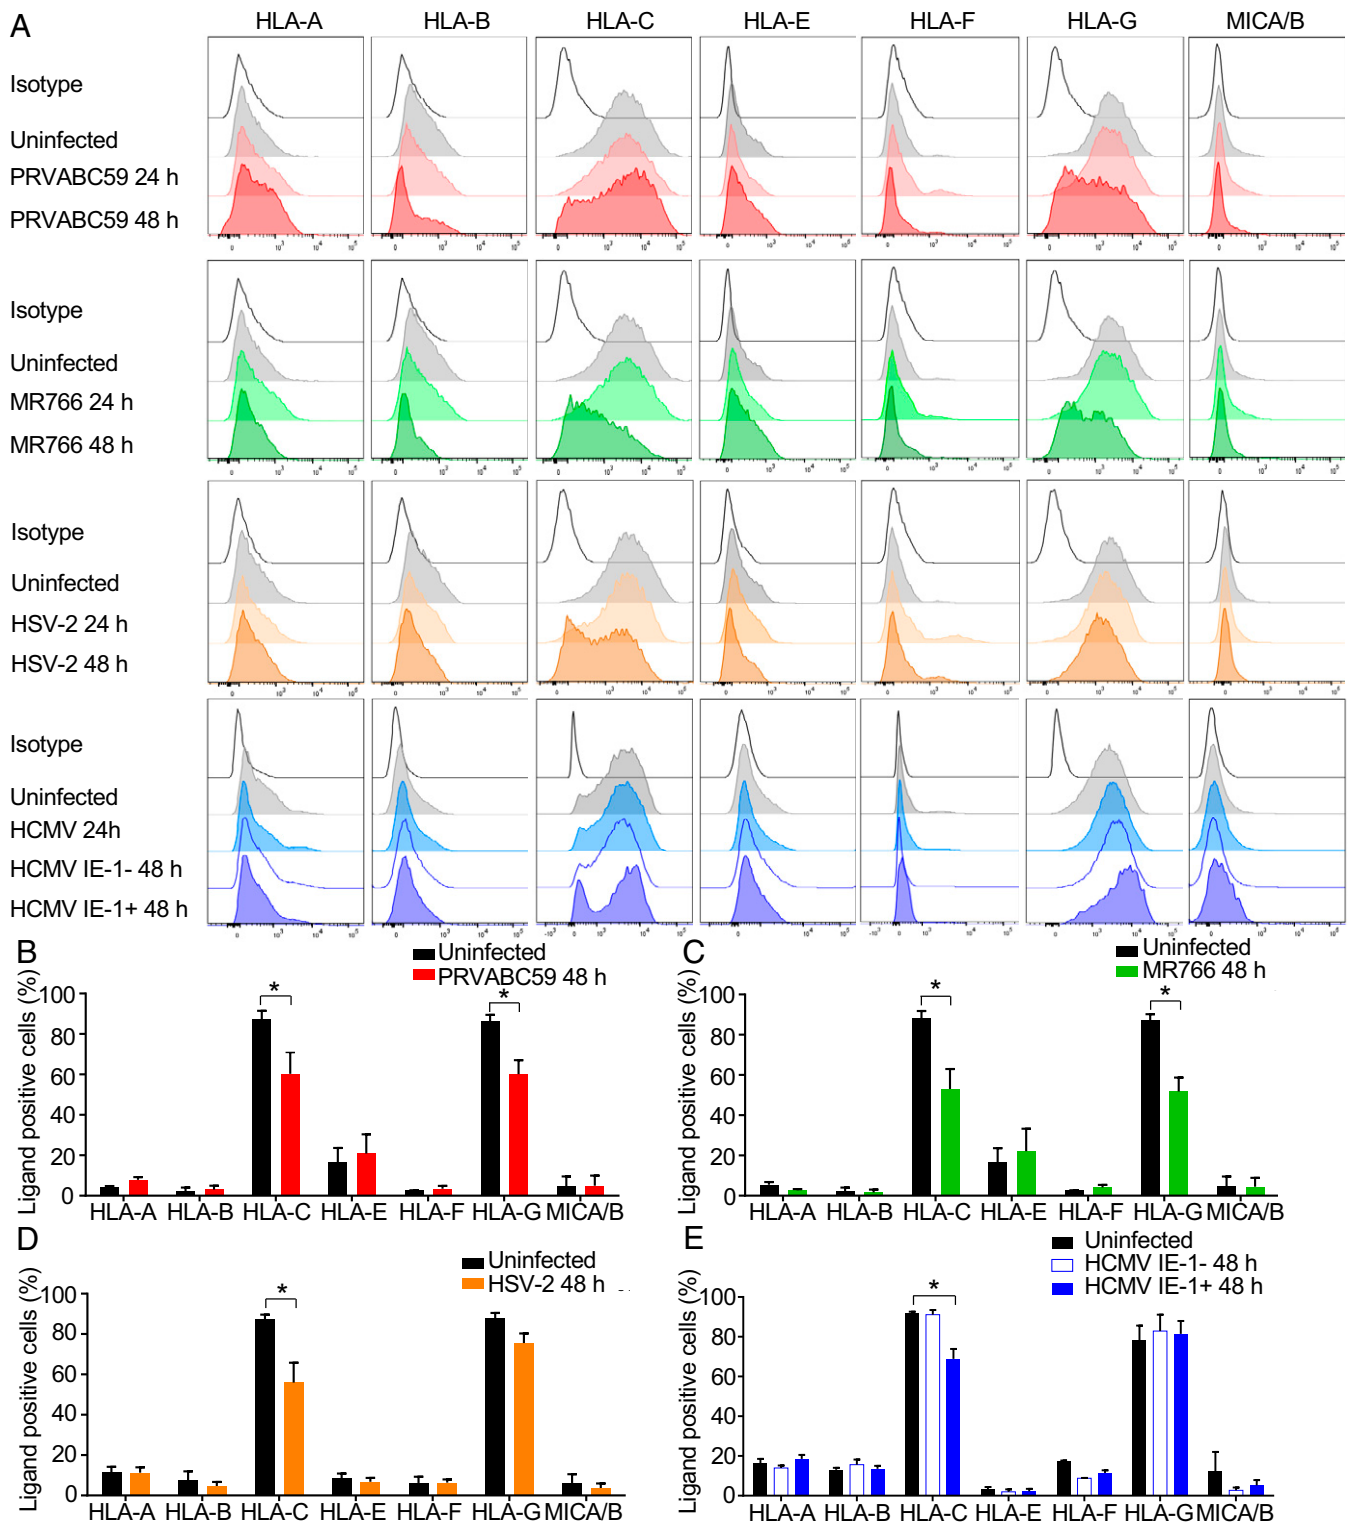 A
HLA-A HLA-B HLA-C HLA-E HLA-F HLA-G MICA/B
Isotype
Uninfected
PRVABC59 24 h
PRVABC59 48 h
Isotype
Uninfected
MR766 24 h
MR766 48 h
Isotype
Uninfected
HSV-2 24 h
HSV-2 48 h
Isotype
Uninfected
HCMV 24h
HCMV IE-1- 48 h
HCMV IE-1+ 48 h
B
Uninfected
PRVABC59 48 h
Ligand positive cells (%)
100
80
60
40
20
0
* *
HLA-A HLA-B HLA-C HLA-E HLA-F HLA-G MICA/B
C
Uninfected
MR766 48 h
Ligand positive cells (%)
100
80
60
40
20
0
* *
HLA-A HLA-B HLA-C HLA-E HLA-F HLA-G MICA/B
D
Uninfected
HSV-2 48 h
Ligand positive cells (%)
100
80
60
40
20
0
*
HLA-A HLA-B HLA-C HLA-E HLA-F HLA-G MICA/B
E
Uninfected
HCMV IE-1- 48 h
HCMV IE-1+ 48 h
Ligand positive cells (%)
100
80
60
40
20
0
*
HLA-A HLA-B HLA-C HLA-E HLA-F HLA-G MICA/B